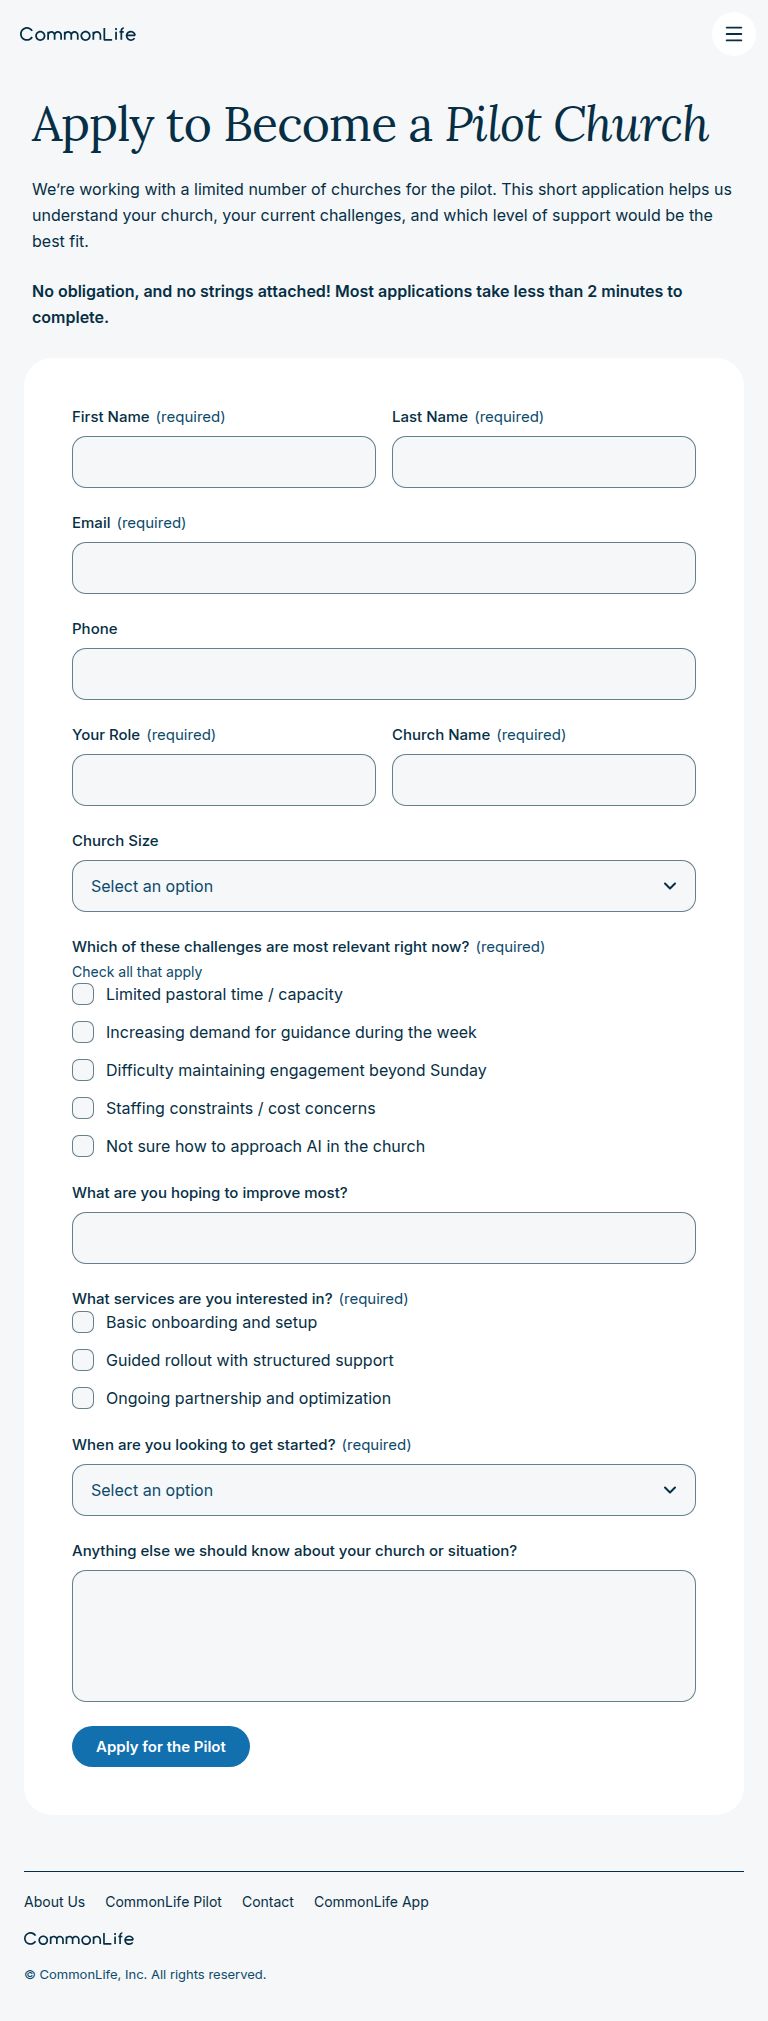 CommonLife
Apply to Become a Pilot Church
We're working with a limited number of churches for the pilot. This short application helps us
understand your church, your current challenges, and which level of support would be the
best fit.
No obligation, and no strings attached! Most applications take less than 2 minutes to
complete.
First Name (required)
Last Name (required)
Email (required)
Phone
Your Role (required)
Church Name (required)
Church Size
Select an option
Which of these challenges are most relevant right now? (required)
Check all that apply
Limited pastoral time / capacity
Increasing demand for guidance during the week
Difficulty maintaining engagement beyond Sunday
Staffing constraints / cost concerns
Not sure how to approach AI in the church
What are you hoping to improve most?
What services are you interested in? (required)
Basic onboarding and setup
Guided rollout with structured support
Ongoing partnership and optimization
When are you looking to get started? (required)
Select an option
Anything else we should know about your church or situation?
Apply for the Pilot
About Us CommonLife Pilot Contact CommonLife App
CommonLife
© CommonLife, Inc. All rights reserved.